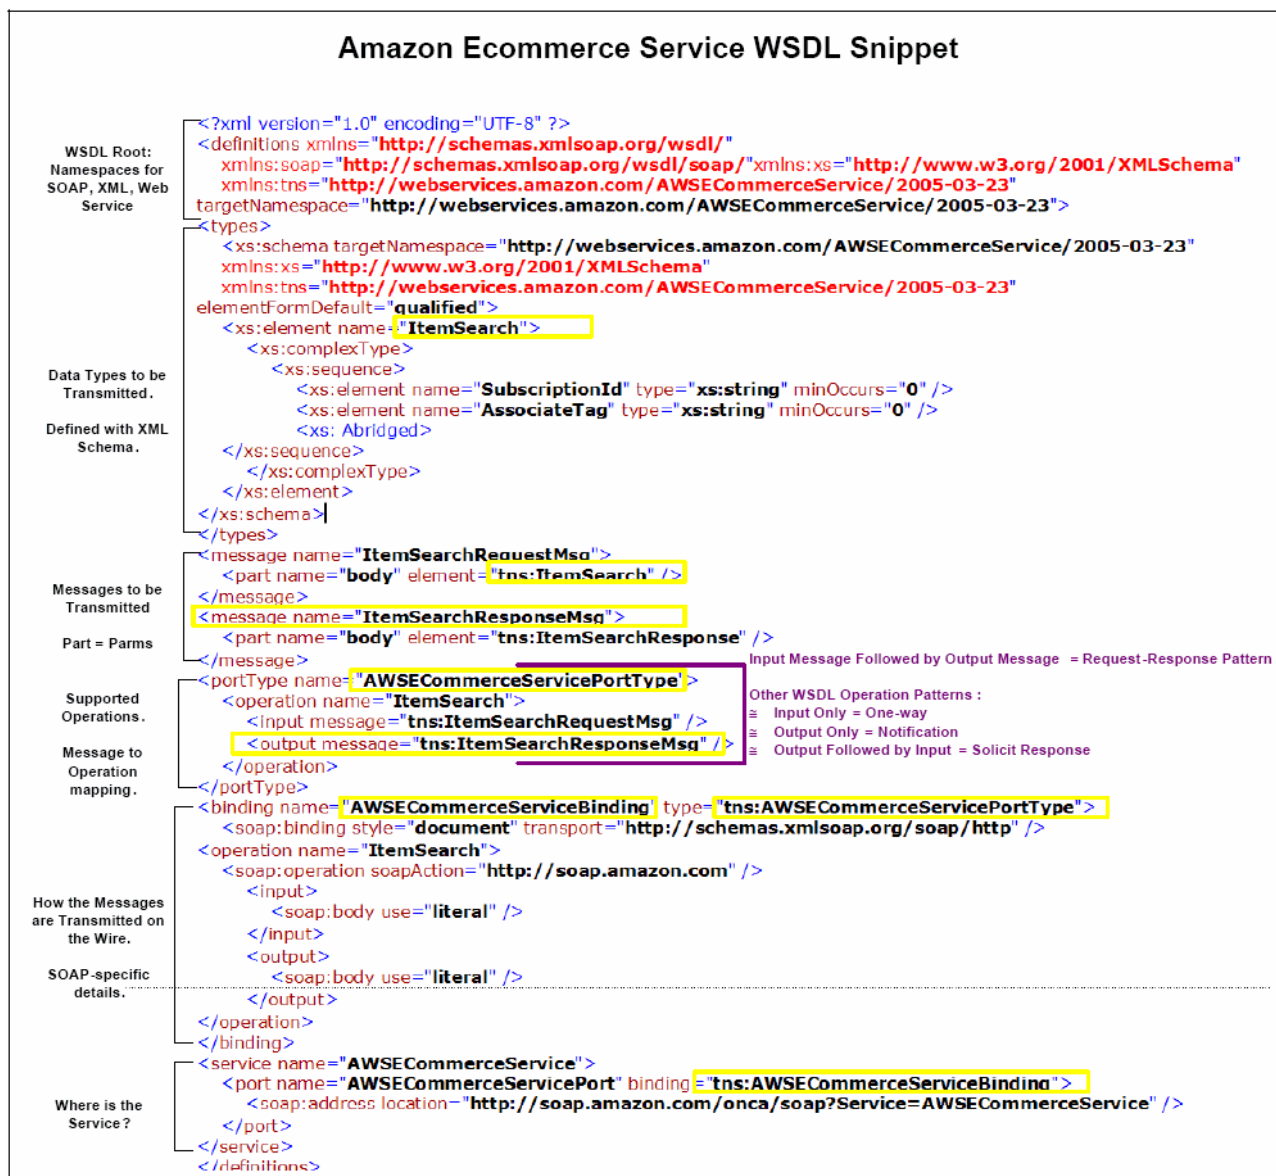 Amazon Ecommerce Service WSDL Snippet
WSDL Root:
Namespaces for
SOAP, XML, Web
Service
<?xml version="1.0" encoding="UTF-8" ?>
<definitions xmlns="http://schemas.xmlsoap.org/wsdl/"
xmlns:soap="http://schemas.xmlsoap.org/wsdl/soap/"xmlns:xs="http://www.w3.org/2001/XMLSchema"
xmlns:tns="http://webservices.amazon.com/AWSECommerceService/2005-03-23"
targetNamespace="http://webservices.amazon.com/AWSECommerceService/2005-03-23">
Data Types to be
Transmitted.
Defined with XML
Schema.
<types>
<xs:schema targetNamespace="http://webservices.amazon.com/AWSECommerceService/2005-03-23"
xmlns:xs="http://www.w3.org/2001/XMLSchema"
xmlns:tns="http://webservices.amazon.com/AWSECommerceService/2005-03-23"
elementFormDefault="qualified">
<xs:element name="ItemSearch">
<xs:complexType>
<xs:sequence>
<xs:element name="SubscriptionId" type="xs:string" minOccurs="0" />
<xs:element name="AssociateTag" type="xs:string" minOccurs="0" />
<xs: Abridged>
</xs:sequence>
</xs:complexType>
</xs:element>
</xs:schema>
</types>
Messages to be
Transmitted
Part = Parms
<message name="ItemSearchRequestMsg">
<part name="body" element="tns:ItemSearch" />
</message>
<message name="ItemSearchResponseMsg">
<part name="body" element="tns:ItemSearchResponse" />
</message>
Supported
Operations.
Message to
Operation
mapping.
<portType name="AWSECommerceServicePortType">
<operation name="ItemSearch">
<input message="tns:ItemSearchRequestMsg" />
<output message="tns:ItemSearchResponseMsg" />
</operation>
</portType>
Input Message Followed by Output Message = Request-Response Pattern
Other WSDL Operation Patterns :
≅ Input Only = One-way
≅ Output Only = Notification
≅ Output Followed by Input = Solicit Response
How the Messages
are Transmitted on
the Wire.
SOAP-specific
details.
<binding name="AWSECommerceServiceBinding" type="tns:AWSECommerceServicePortType">
<soap:binding style="document" transport="http://schemas.xmlsoap.org/soap/http" />
<operation name="ItemSearch">
<soap:operation soapAction="http://soap.amazon.com" />
<input>
<soap:body use="literal" />
</input>
<output>
<soap:body use="literal" />
</output>
</operation>
</binding>
Where is the
Service?
<service name="AWSECommerceService">
<port name="AWSECommerceServicePort" binding="tns:AWSECommerceServiceBinding">
<soap:address location="http://soap.amazon.com/onca/soap?Service=AWSECommerceService" />
</port>
</service>
</definitions>